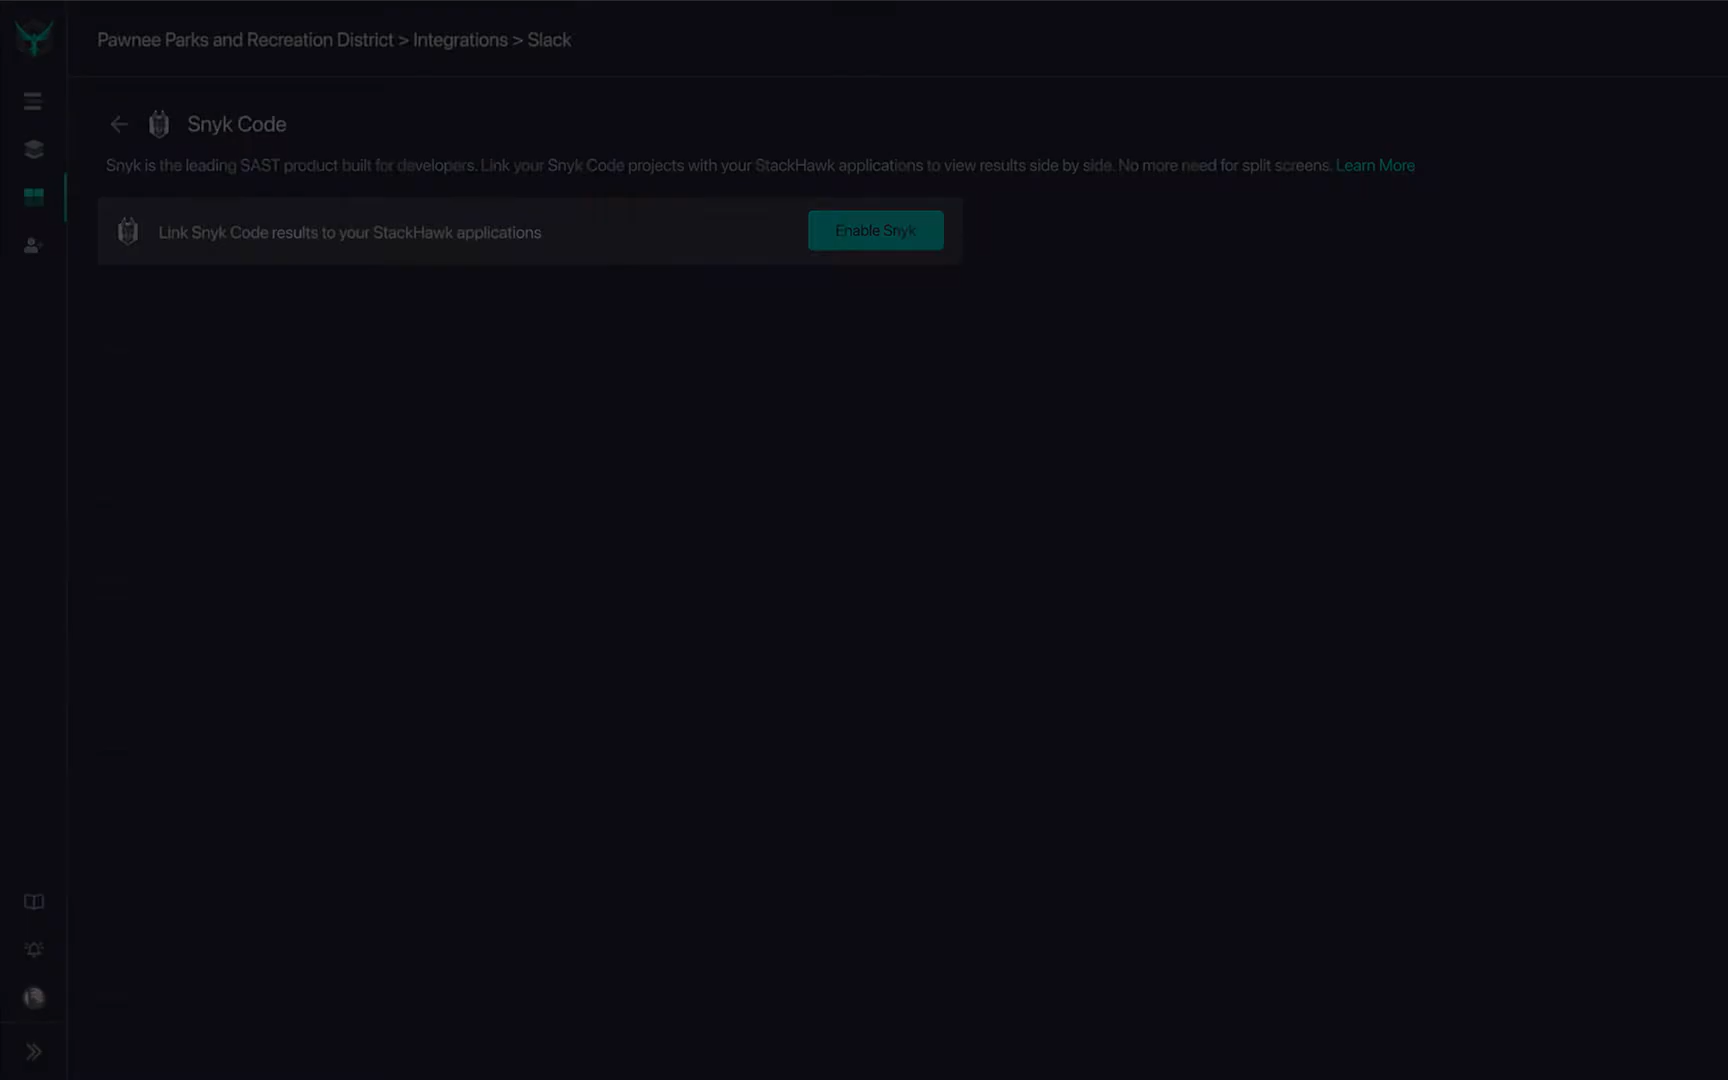 Pawnee Parks and Recreation District > Integrations > Slack
Snyk Code
Snyk is the leading SAST product built for developers. Link your Snyk Code projects with your StackHawk applications to view results side by side. No more need for split screens. Learn More
Link Snyk Code results to your StackHawk applications
Enable Snyk